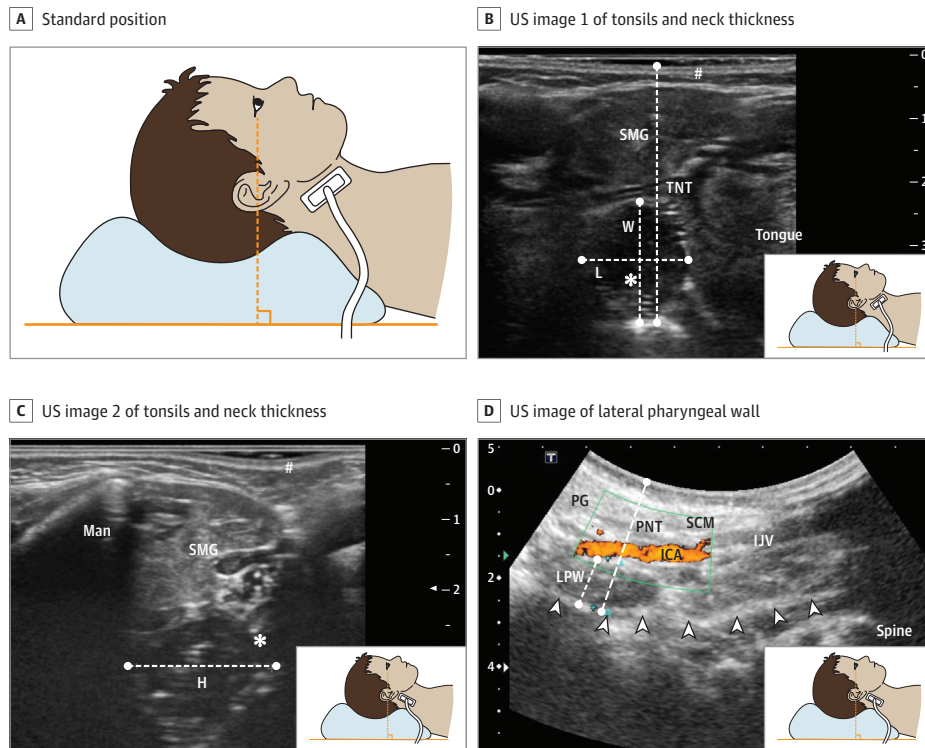 A Standard position
B US image 1 of tonsils and neck thickness
#
SMG
TNT
W
L
*
Tongue
0
1
2
3
C US image 2 of tonsils and neck thickness
#
Man
SMG
*
H
0
1
2
D US image of lateral pharyngeal wall
5
T
0
PG
PNT
SCM
IJV
ICA
2
LPW
Spine
4